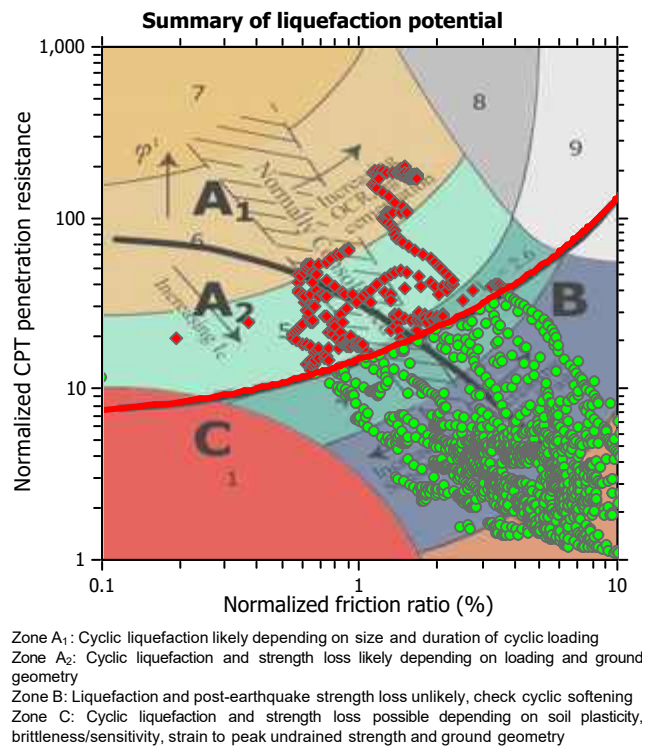 Summary of liquefaction potential
1,000
7
8
9
φ'
Increasing
OCR
Normally
A1
100
6
A2
Increasing
B
5
10
C
1
1
0.1
1
10
Normalized CPT penetration resistance
Normalized friction ratio (%)
Zone A1: Cyclic liquefaction likely depending on size and duration of cyclic loading
Zone A2: Cyclic liquefaction and strength loss likely depending on loading and ground
geometry
Zone B: Liquefaction and post-earthquake strength loss unlikely, check cyclic softening
Zone C: Cyclic liquefaction and strength loss possible depending on soil plasticity,
brittleness/sensitivity, strain to peak undrained strength and ground geometry